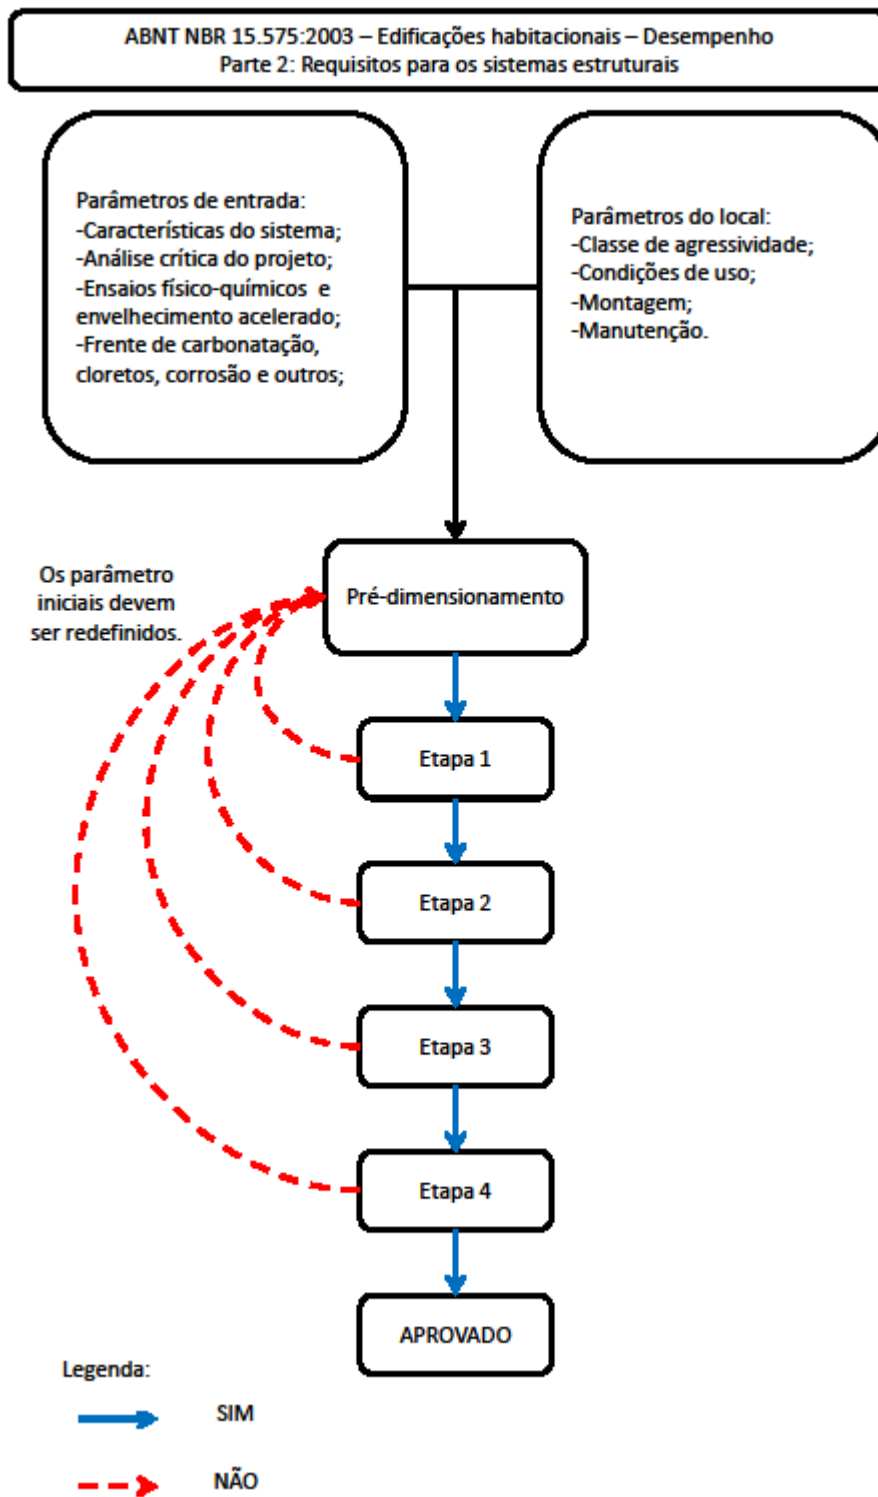 ABNT NBR 15.575:2003 – Edificações habitacionais – Desempenho
Parte 2: Requisitos para os sistemas estruturais
Parâmetros de entrada:
-Características do sistema;
-Análise crítica do projeto;
-Ensaios físico-químicos e
envelhecimento acelerado;
-Frente de carbonatação,
cloretos, corrosão e outros;
Parâmetros do local:
-Classe de agressividade;
-Condições de uso;
-Montagem;
-Manutenção.
Os parâmetro
iniciais devem
ser redefinidos.
Pré-dimensionamento
Etapa 1
Etapa 2
Etapa 3
Etapa 4
APROVADO
Legenda:
SIM
NÃO